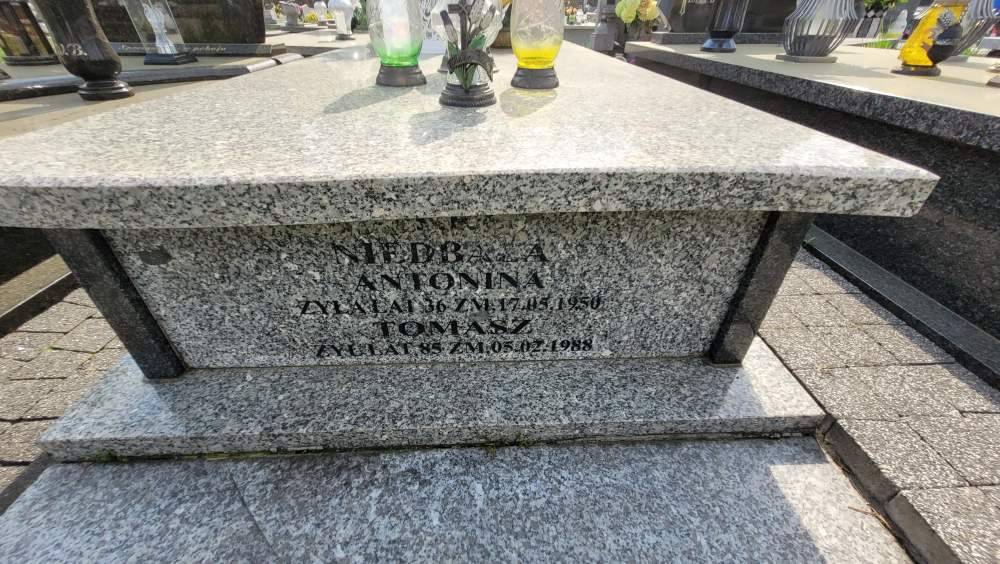 NIEDBAŁA
ANTONINA
ŻYŁA LAT 36 ZM.17.05.1950
TOMASZ
ŻYŁ LAT 85 ZM.05.02.1988